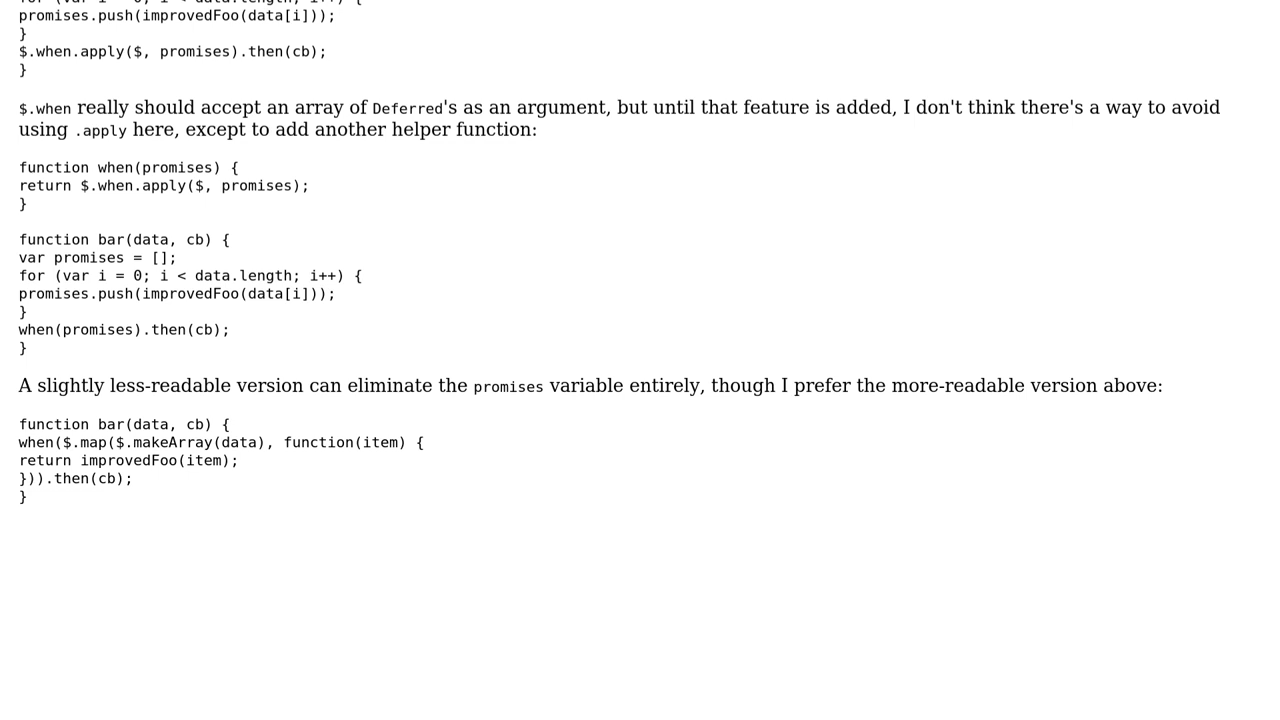 for (var i = 0; i < data.length; i++) {
promises.push(improvedFoo(data[i]));
}
$.when.apply($, promises).then(cb);
}
$.when really should accept an array of Deferred's as an argument, but until that feature is added, I don't think there's a way to avoid
using .apply here, except to add another helper function:
function when(promises) {
return $.when.apply($, promises);
}
function bar(data, cb) {
var promises = [];
for (var i = 0; i < data.length; i++) {
promises.push(improvedFoo(data[i]));
}
when(promises).then(cb);
}
A slightly less-readable version can eliminate the promises variable entirely, though I prefer the more-readable version above:
function bar(data, cb) {
when($.map($.makeArray(data), function(item) {
return improvedFoo(item);
})).then(cb);
}